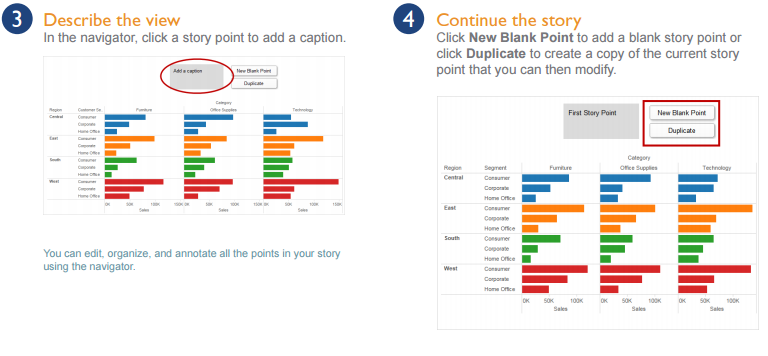 3
Describe the view
In the navigator, click a story point to add a caption.
Add a caption
New Blank Point
Duplicate
Category
Region Customer Se.. Furniture Office Supplies Technology
Central Consumer
Corporate
Home Office
East Consumer
Corporate
Home Office
South Consumer
Corporate
Home Office
West Consumer
Corporate
Home Office
0K 50K 100K 150K 0K 50K 100K 150K 0K 50K 100K 150K
Sales Sales Sales
You can edit, organize, and annotate all the points in your story
using the navigator.
4
Continue the story
Click New Blank Point to add a blank story point or
click Duplicate to create a copy of the current story
point that you can then modify.
First Story Point
New Blank Point
Duplicate
Category
Region Segment Furniture Office Supplies Technology
Central Consumer
Corporate
Home Office
East Consumer
Corporate
Home Office
South Consumer
Corporate
Home Office
West Consumer
Corporate
Home Office
0K 50K 100K 0K 50K 100K 0K 50K 100K
Sales Sales Sales